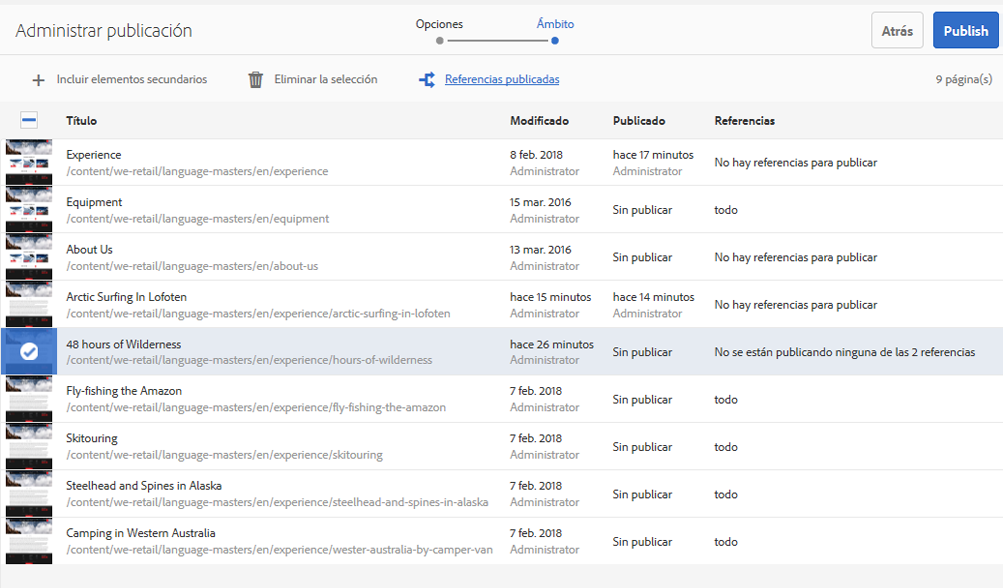 Administrar publicación
Opciones
Ámbito
Atrás
Publish
Incluir elementos secundarios
Eliminar la selección
Referencias publicadas
9 página(s)
Título Modificado Publicado Referencias
Experience 8 feb. 2018 hace 17 minutos No hay referencias para publicar
/content/we-retail/language-masters/en/experience Administrator Administrator
Equipment 15 mar. 2016 Sin publicar todo
/content/we-retail/language-masters/en/equipment Administrator
About Us 13 mar. 2016 Sin publicar No hay referencias para publicar
/content/we-retail/language-masters/en/about-us Administrator
Arctic Surfing In Lofoten hace 15 minutos hace 14 minutos No hay referencias para publicar
/content/we-retail/language-masters/en/experience/arctic-surfing-in-lofoten Administrator Administrator
48 hours of Wilderness hace 26 minutos Sin publicar No se están publicando ninguna de las 2 referencias
/content/we-retail/language-masters/en/experience/hours-of-wilderness Administrator
Fly-fishing the Amazon 7 feb. 2018 Sin publicar todo
/content/we-retail/language-masters/en/experience/fly-fishing-the-amazon Administrator
Skitouring 7 feb. 2018 Sin publicar todo
/content/we-retail/language-masters/en/experience/skitouring Administrator
Steelhead and Spines in Alaska 7 feb. 2018 Sin publicar todo
/content/we-retail/language-masters/en/experience/steelhead-and-spines-in-alaska Administrator
Camping in Western Australia 7 feb. 2018 Sin publicar todo
/content/we-retail/language-masters/en/experience/wester-australia-by-camper-van Administrator